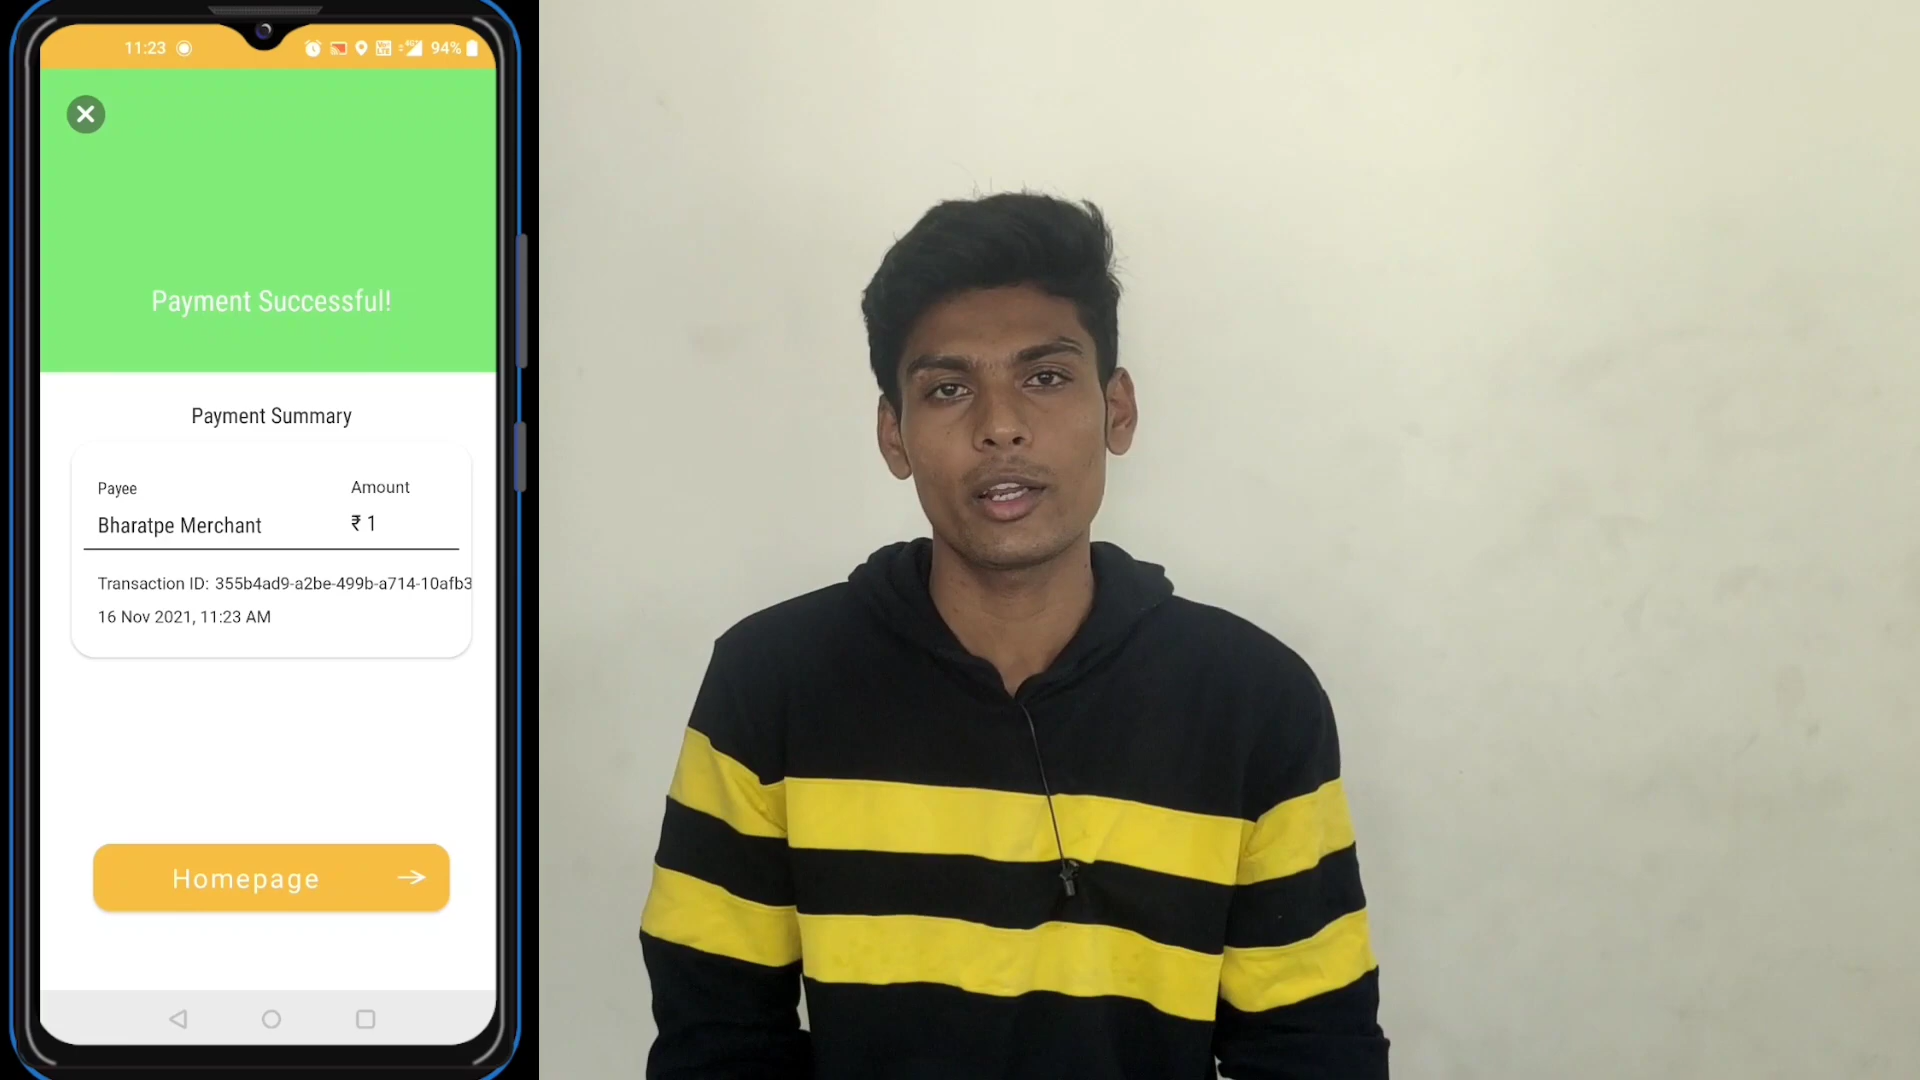 11:23 94%
Payment Successful!
Payment Summary
Payee Amount
Bharatpe Merchant ₹ 1
Transaction ID: 355b4ad9-a2be-499b-a714-10afb3
16 Nov 2021, 11:23 AM
Homepage